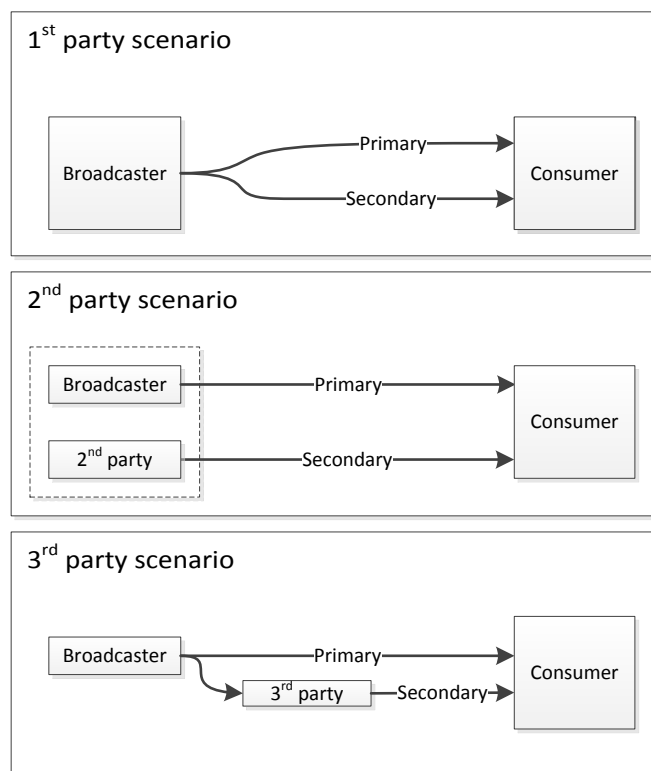 1st party scenario
Broadcaster
Primary
Secondary
Consumer
2nd party scenario
Broadcaster
Primary
2nd party
Secondary
Consumer
3rd party scenario
Broadcaster
Primary
3rd party
Secondary
Consumer